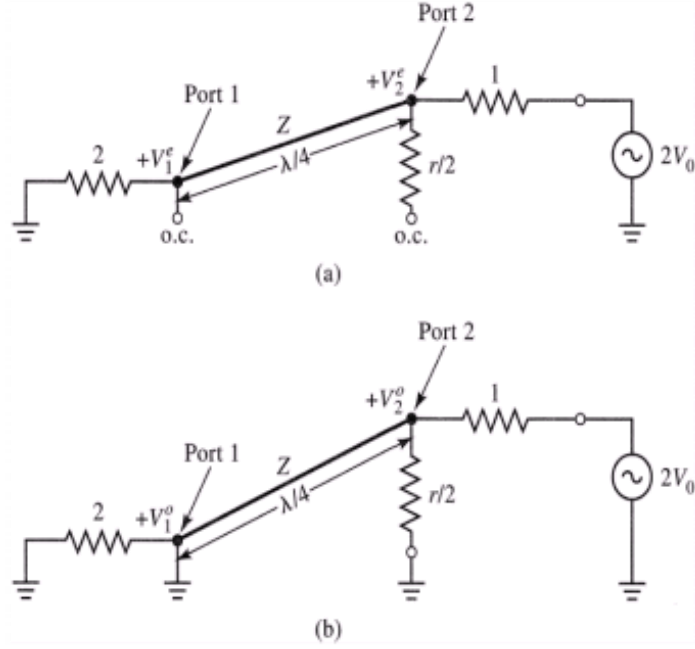 Port 2
+V₂ᵉ
1
Port 1
Z
2
+V₁ᵉ
λ/4
r/2
2V₀
o.c.
o.c.
(a)
Port 2
+V₂ᵒ
1
Port 1
Z
2
+V₁ᵒ
λ/4
r/2
2V₀
(b)